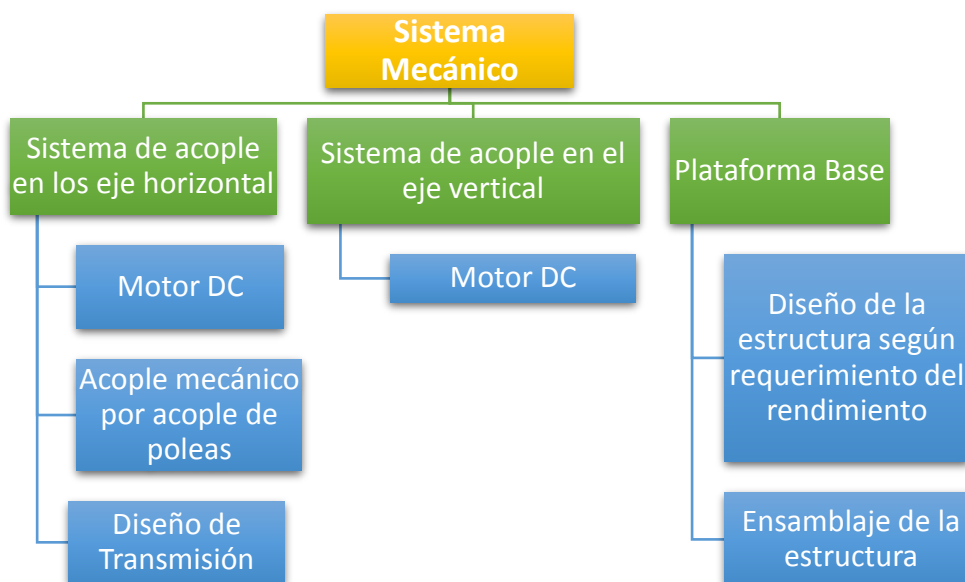 Sistema
Mecánico
Sistema de acople
en los eje horizontal
Motor DC
Acople mecánico
por acople de
poleas
Diseño de
Transmisión
Sistema de acople en el
eje vertical
Motor DC
Plataforma Base
Diseño de la
estructura según
requerimiento del
rendimiento
Ensamblaje de la
estructura